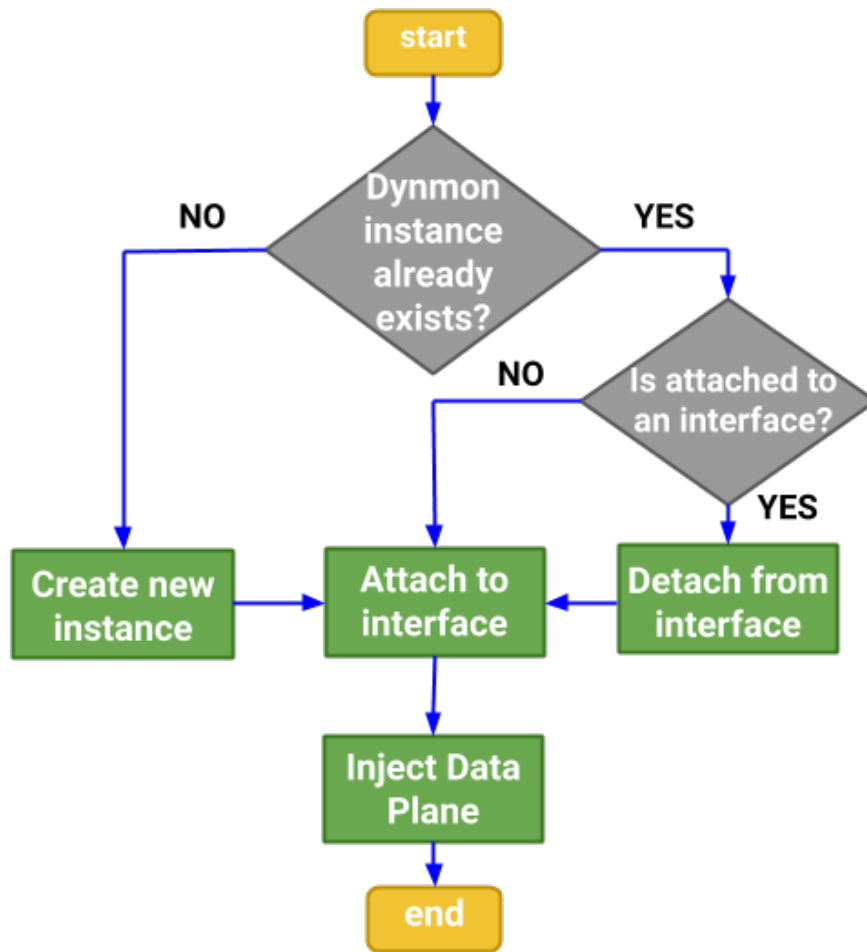 start
Dynmon
instance
already
exists?
NO
YES
Is attached to
an interface?
NO
YES
Create new
instance
Attach to
interface
Detach from
interface
Inject Data
Plane
end